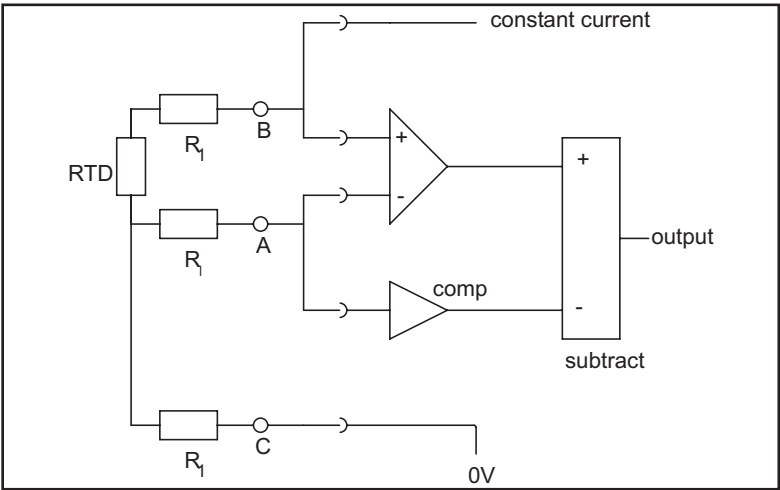 constant current
B
R1
+
RTD
+
-
A
output
R1
comp
-
subtract
C
R1
0V